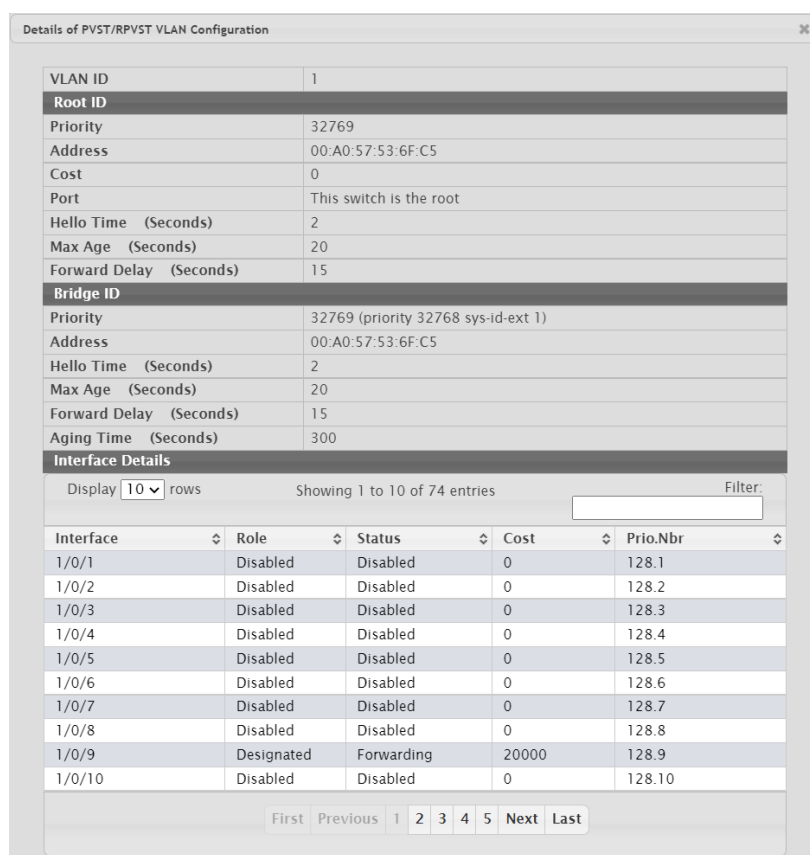 Details of PVST/RPVST VLAN Configuration
VLAN ID 1
Root ID
Priority 32769
Address 00:A0:57:53:6F:C5
Cost 0
Port This switch is the root
Hello Time (Seconds) 2
Max Age (Seconds) 20
Forward Delay (Seconds) 15
Bridge ID
Priority 32769 (priority 32768 sys-id-ext 1)
Address 00:A0:57:53:6F:C5
Hello Time (Seconds) 2
Max Age (Seconds) 20
Forward Delay (Seconds) 15
Aging Time (Seconds) 300
Interface Details
Display 10 rows Showing 1 to 10 of 74 entries Filter:
Interface Role Status Cost Prio.Nbr
1/0/1 Disabled Disabled 0 128.1
1/0/2 Disabled Disabled 0 128.2
1/0/3 Disabled Disabled 0 128.3
1/0/4 Disabled Disabled 0 128.4
1/0/5 Disabled Disabled 0 128.5
1/0/6 Disabled Disabled 0 128.6
1/0/7 Disabled Disabled 0 128.7
1/0/8 Disabled Disabled 0 128.8
1/0/9 Designated Forwarding 20000 128.9
1/0/10 Disabled Disabled 0 128.10
First Previous 1 2 3 4 5 Next Last